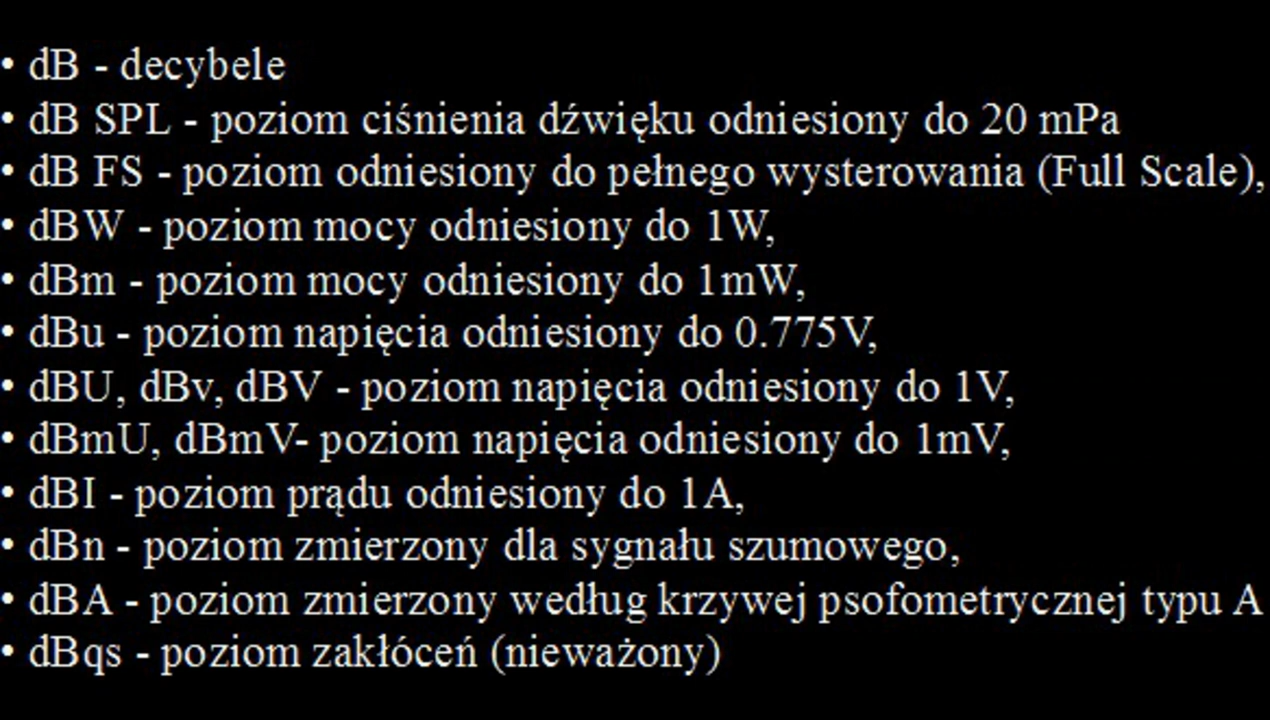 • dB - decybele
• dB SPL - poziom ciśnienia dźwięku odniesiony do 20 mPa
• dB FS - poziom odniesiony do pełnego wysterowania (Full Scale),
• dBW - poziom mocy odniesiony do 1W,
• dBm - poziom mocy odniesiony do 1mW,
• dBu - poziom napięcia odniesiony do 0.775V,
• dBU, dBv, dBV - poziom napięcia odniesiony do 1V,
• dBmU, dBmV- poziom napięcia odniesiony do 1mV,
• dBI - poziom prądu odniesiony do 1A,
• dBn - poziom zmierzony dla sygnału szumowego,
• dBA - poziom zmierzony według krzywej psofometrycznej typu A
• dBqs - poziom zakłóceń (nieważony)